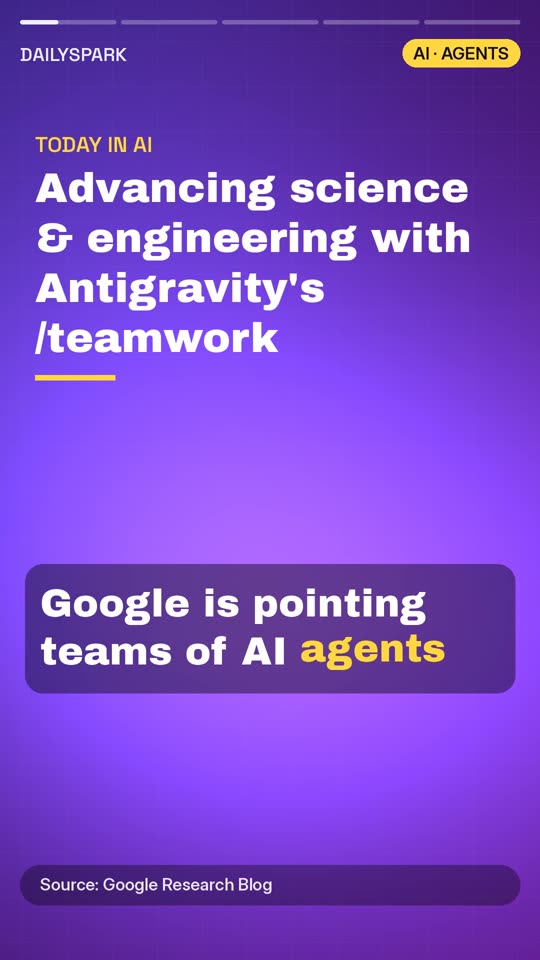 DAILYSPARK
AI · AGENTS
TODAY IN AI
Advancing science
& engineering with
Antigravity's
/teamwork
Google is pointing
teams of AI agents
Source: Google Research Blog